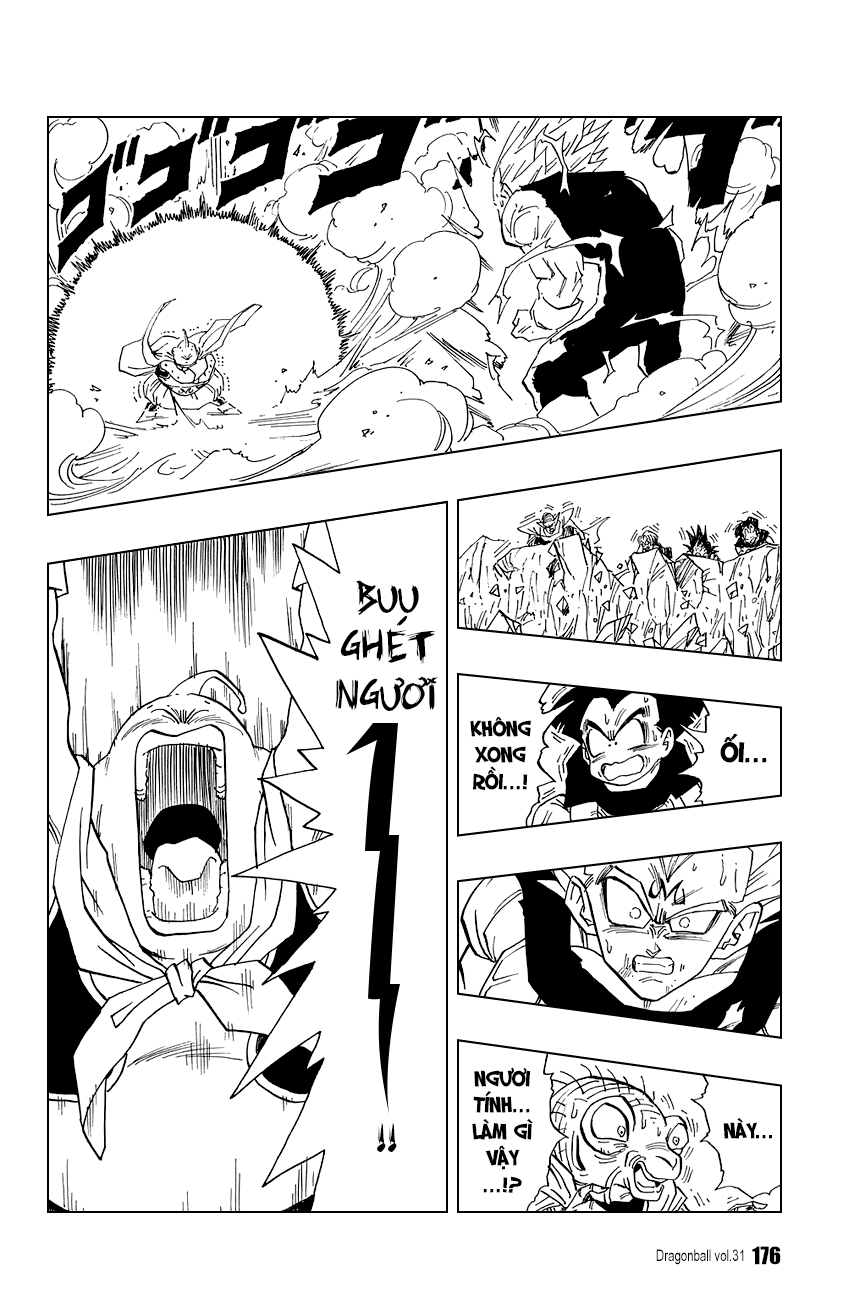 ゴゴゴゴゴ
ỐI...
KHÔNG
XONG
RỒI...!
NÀY...
NGƯƠI
TÍNH...
LÀM GÌ
VẬY
...!?
BUU
GHÉT
NGƯƠI
!!
Dragonball vol.31 176